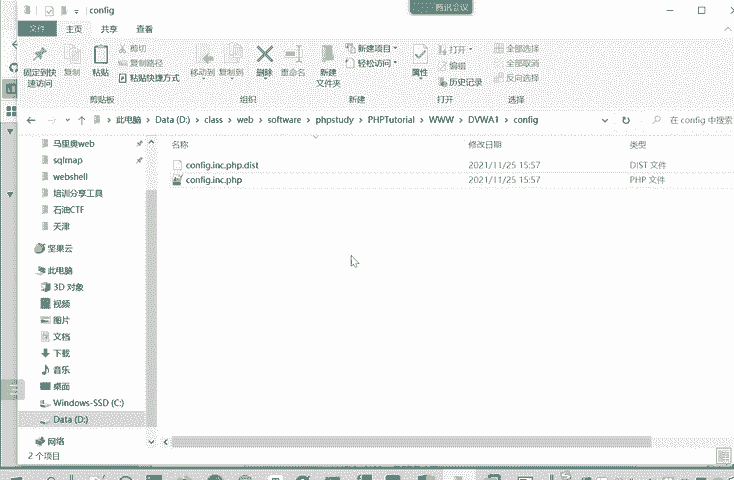 config
腾讯会议
文件 主页 共享 查看
固定到快速访问
复制
粘贴
剪切
复制路径
粘贴快捷方式
剪贴板
移动到
复制到
删除
重命名
组织
新建文件夹
新建项目
轻松访问
新建
属性
打开
编辑
历史记录
打开
全部选择
全部取消
反向选择
选择
此电脑 > Data (D:) > class > web > software > phpstudy > PHPTutorial > WWW > DVWA1 > config
在 config 中搜索
名称 修改日期 类型
config.inc.php.dist 2021/11/25 15:57 DIST 文件
config.inc.php 2021/11/25 15:57 PHP 文件
马里奥web
sqlmap
webshell
培训分享工具
石油CTF
天津
坚果云
此电脑
3D 对象
视频
图片
文档
下载
音乐
桌面
Windows-SSD (C:)
Data (D:)
网络
2 个项目